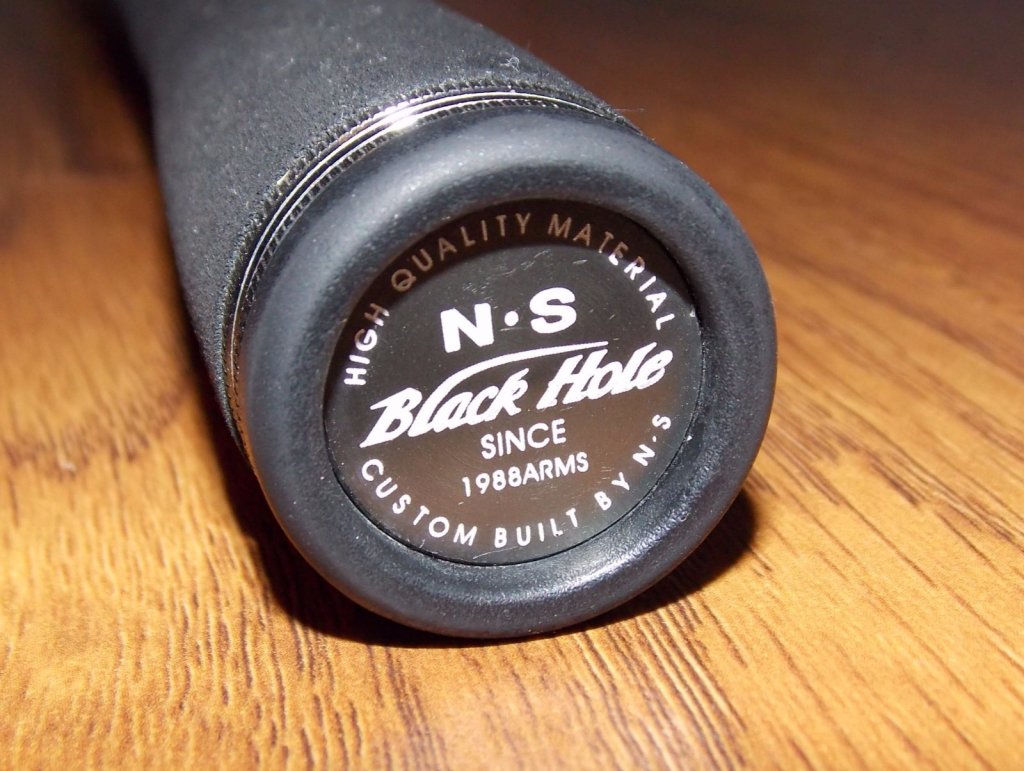 HIGH QUALITY MATERIAL
N·S
Black Hole
SINCE
1988ARMS
CUSTOM BUILT BY N·S